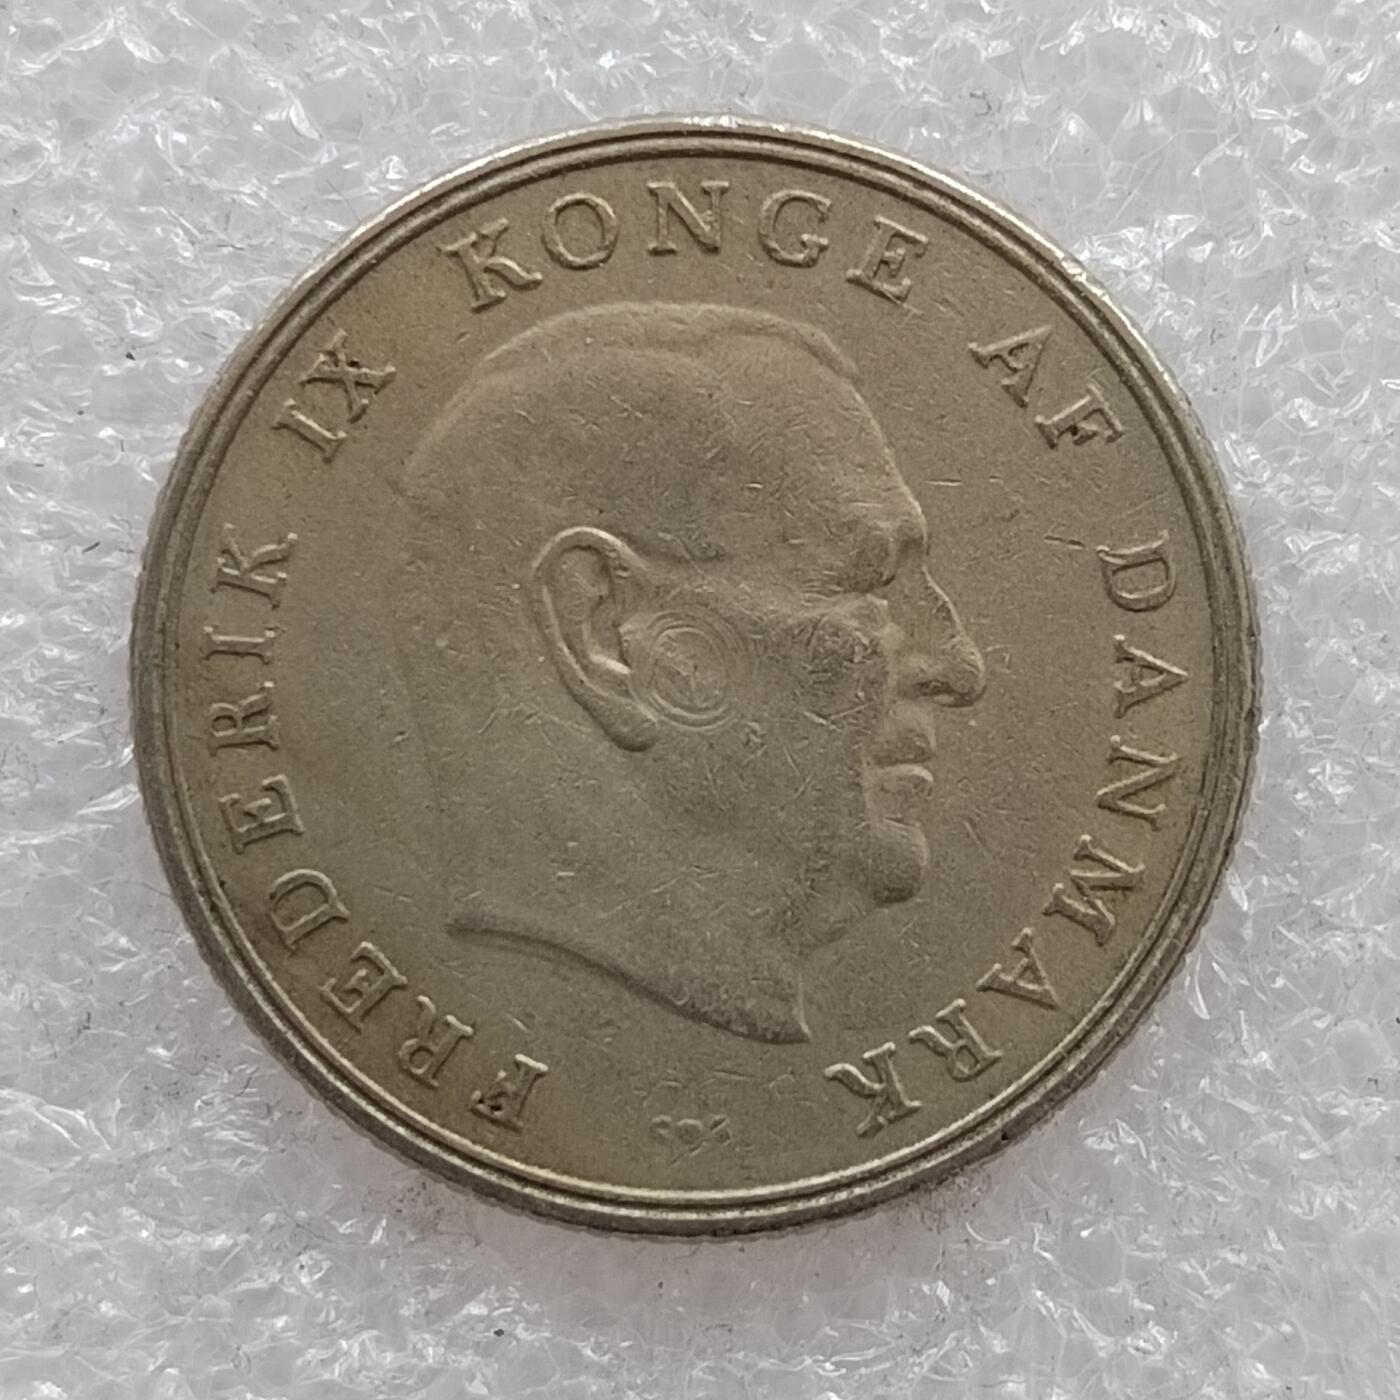 FREDERIK IX KONGE AF DANMARK